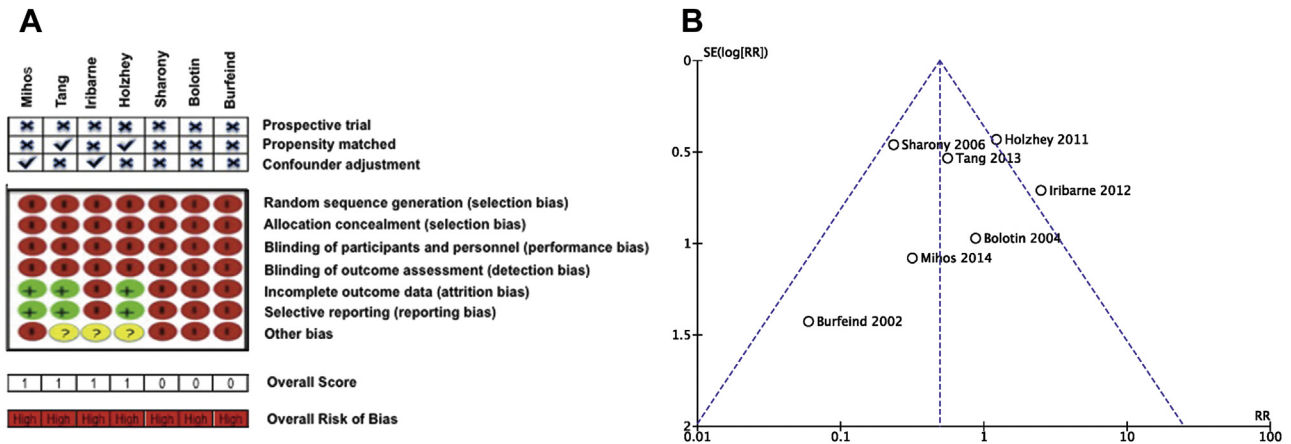 A
Mihos
Tang
Iribarne
Holzhey
Sharony
Bolotin
Burfeind
Prospective trial
Propensity matched
Confounder adjustment
Random sequence generation (selection bias)
Allocation concealment (selection bias)
Blinding of participants and personnel (performance bias)
Blinding of outcome assessment (detection bias)
+ + + Incomplete outcome data (attrition bias)
+ + + Selective reporting (reporting bias)
? ? ? Other bias
1 1 1 1 0 0 0 Overall Score
High High High High High High High Overall Risk of Bias
B
SE(log[RR])
0
0.5
1
1.5
2
Sharony 2006
Holzhey 2011
Tang 2013
Iribarne 2012
Bolotin 2004
Mihos 2014
Burfeind 2002
RR
0.01 0.1 1 10 100